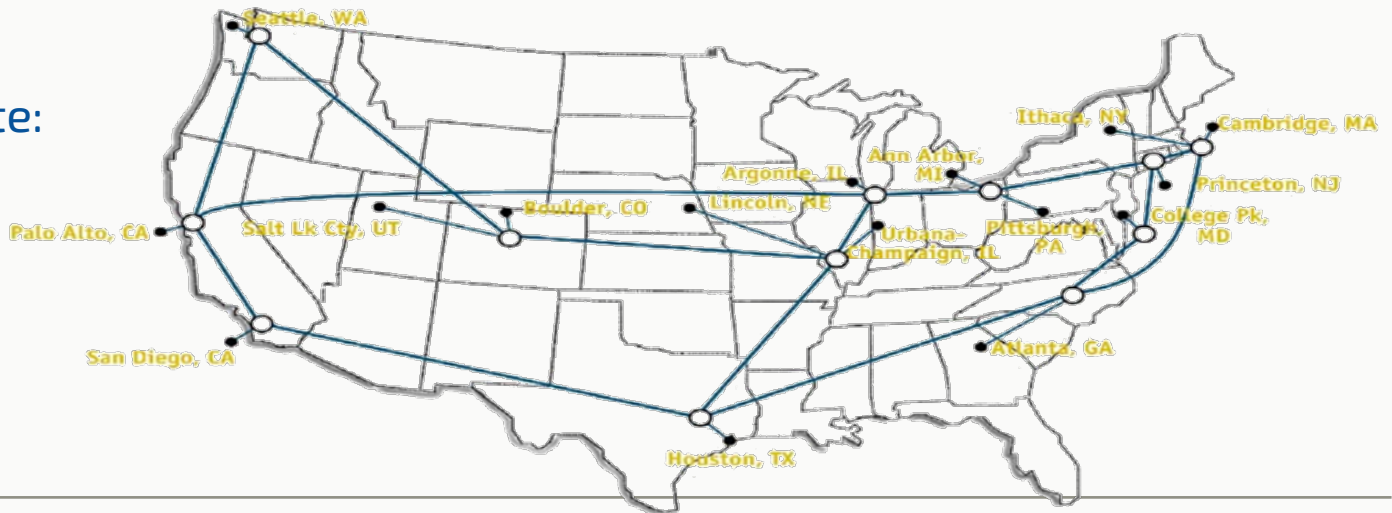 Seattle, WA
te:
Ithaca, NY
Cambridge, MA
Ann Arbor,
MI
Argonne, IL
Princeton, NJ
Lincoln, NE
Boulder, CO
College Pk,
MD
Salt Lk Cty, UT
Palo Alto, CA
Urbana-
Champaign, IL
Pittsburgh,
PA
Atlanta, GA
San Diego, CA
Houston, TX